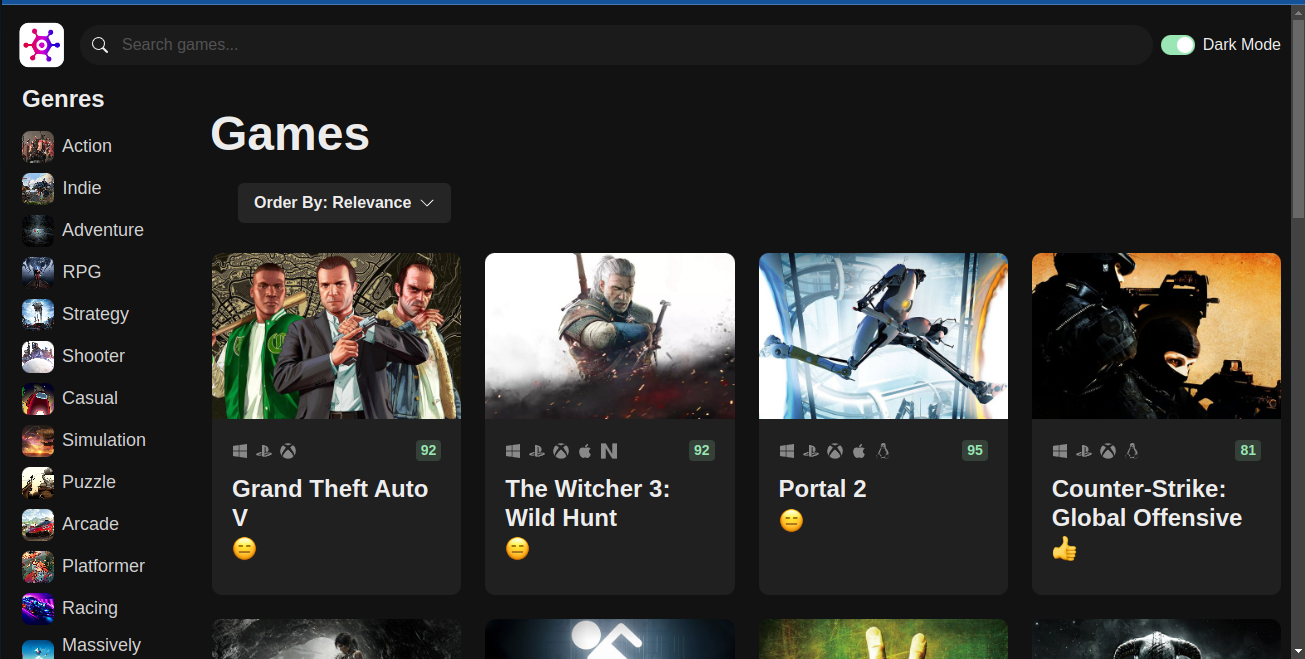 Search games...
Dark Mode
Genres
Action
Indie
Adventure
RPG
Strategy
Shooter
Casual
Simulation
Puzzle
Arcade
Platformer
Racing
Massively
Games
Order By: Relevance
92
Grand Theft Auto
V
92
The Witcher 3:
Wild Hunt
95
Portal 2
81
Counter-Strike:
Global Offensive